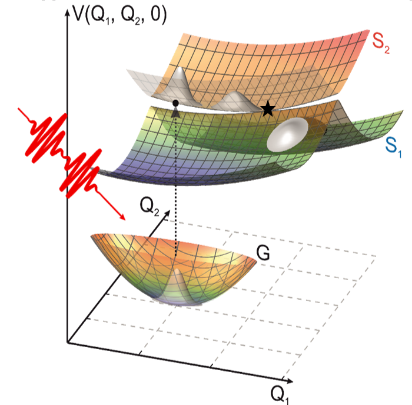 V(Q₁, Q₂, 0)
S₂
S₁
Q₂
G
Q₁